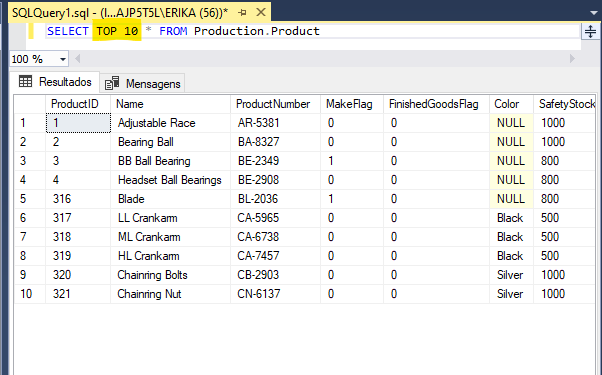 SQLQuery1.sql - (l...AJP5T5L\ERIKA (56))*
SELECT TOP 10 * FROM Production.Product
100 %
Resultados Mensagens
ProductID Name ProductNumber MakeFlag FinishedGoodsFlag Color SafetyStock
1 1 Adjustable Race AR-5381 0 0 NULL 1000
2 2 Bearing Ball BA-8327 0 0 NULL 1000
3 3 BB Ball Bearing BE-2349 1 0 NULL 800
4 4 Headset Ball Bearings BE-2908 0 0 NULL 800
5 316 Blade BL-2036 1 0 NULL 800
6 317 LL Crankarm CA-5965 0 0 Black 500
7 318 ML Crankarm CA-6738 0 0 Black 500
8 319 HL Crankarm CA-7457 0 0 Black 500
9 320 Chainring Bolts CB-2903 0 0 Silver 1000
10 321 Chainring Nut CN-6137 0 0 Silver 1000